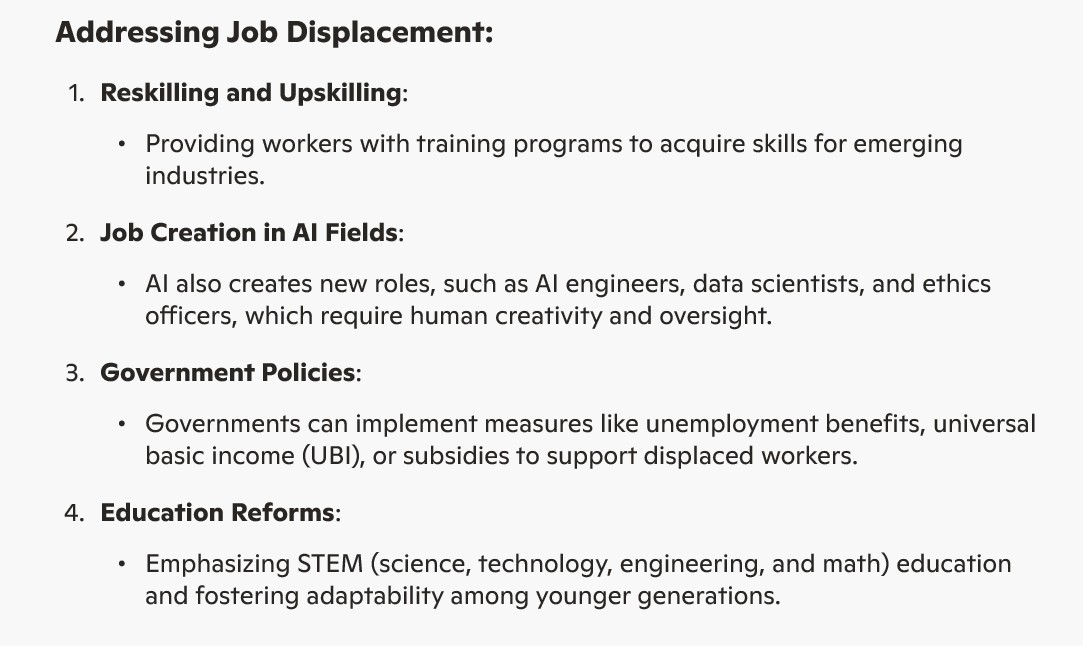 Addressing Job Displacement:
1. Reskilling and Upskilling:
• Providing workers with training programs to acquire skills for emerging
industries.
2. Job Creation in AI Fields:
• AI also creates new roles, such as AI engineers, data scientists, and ethics
officers, which require human creativity and oversight.
3. Government Policies:
• Governments can implement measures like unemployment benefits, universal
basic income (UBI), or subsidies to support displaced workers.
4. Education Reforms:
• Emphasizing STEM (science, technology, engineering, and math) education
and fostering adaptability among younger generations.